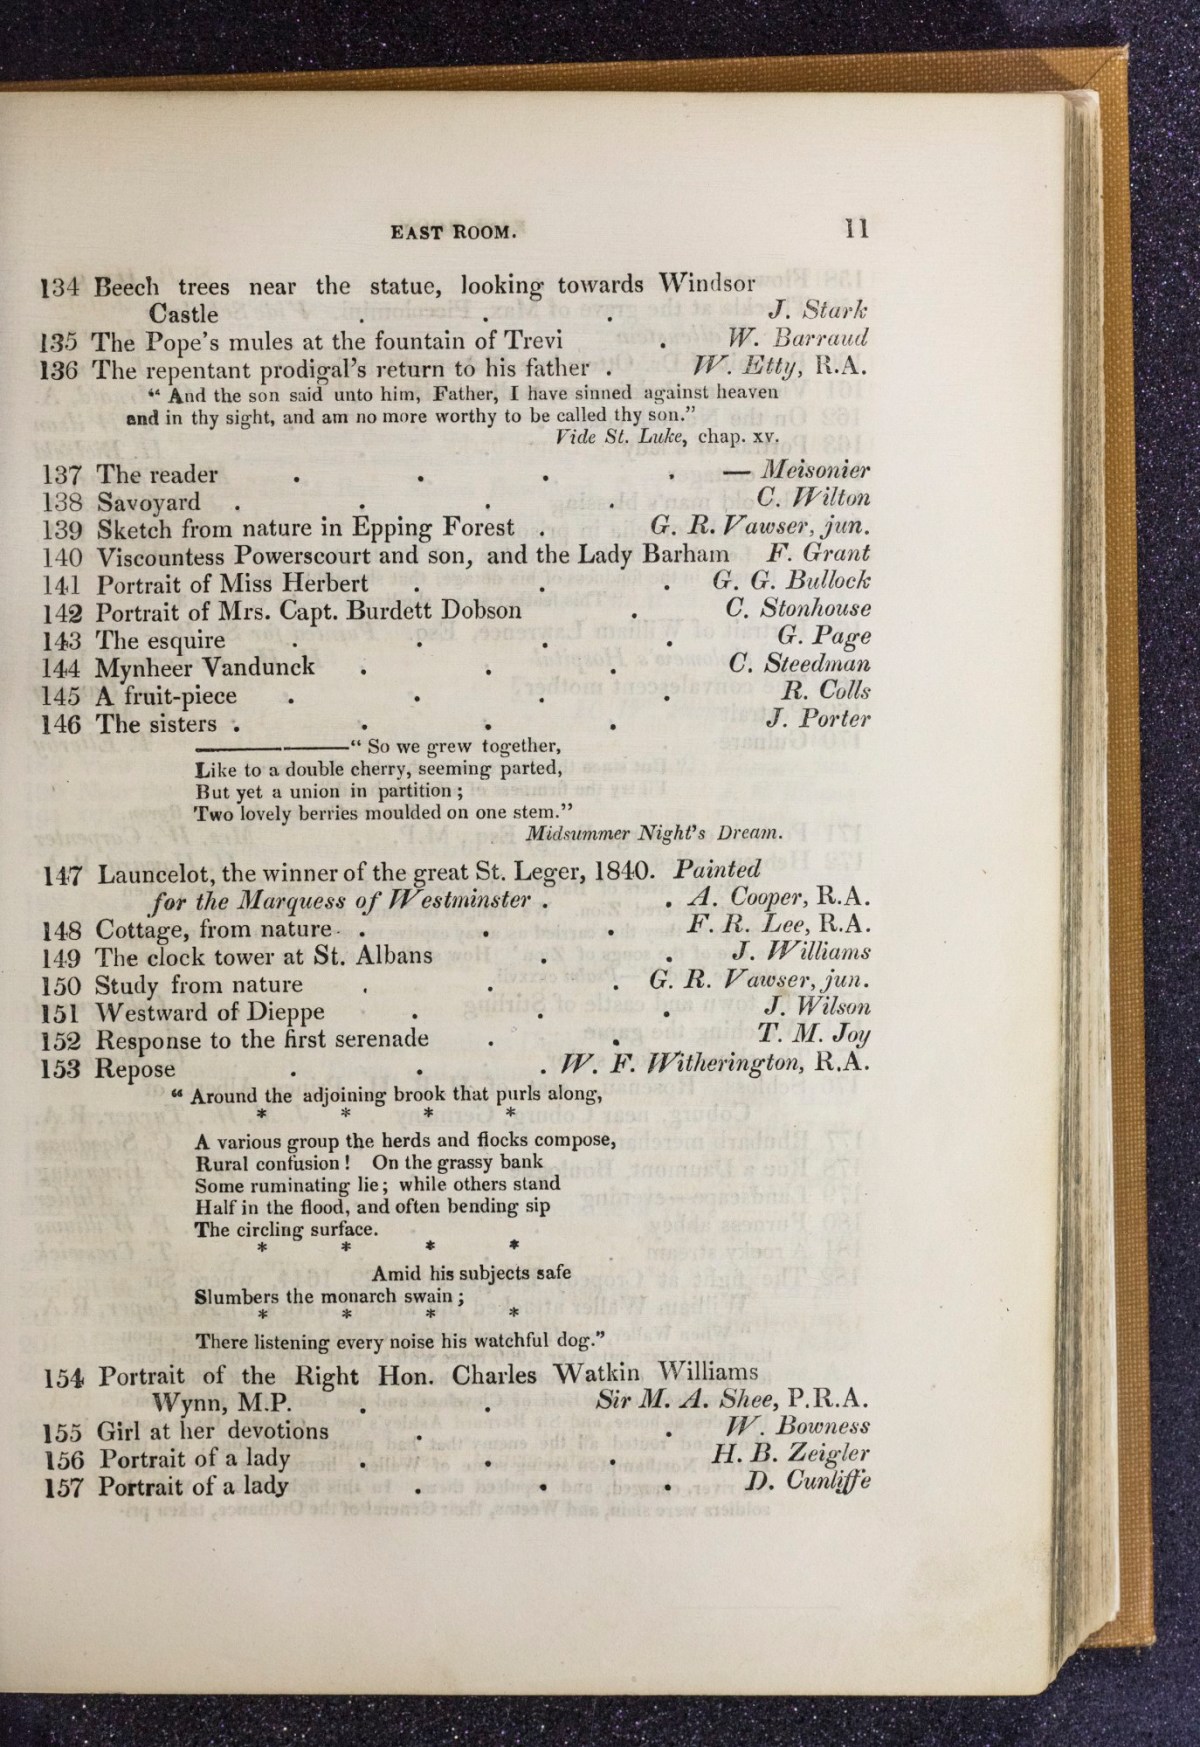 EAST ROOM. 11
134 Beech trees near the statue, looking towards Windsor
Castle . . . J. Stark
135 The Pope's mules at the fountain of Trevi . W. Barraud
136 The repentant prodigal's return to his father . W. Etty, R.A.
“ And the son said unto him, Father, I have sinned against heaven
and in thy sight, and am no more worthy to be called thy son.”
Vide St. Luke, chap. xv.
137 The reader . . . . — Meisonier
138 Savoyard . . . . C. Wilton
139 Sketch from nature in Epping Forest . G. R. Vawser, jun.
140 Viscountess Powerscourt and son, and the Lady Barham F. Grant
141 Portrait of Miss Herbert . . . G. G. Bullock
142 Portrait of Mrs. Capt. Burdett Dobson . C. Stonhouse
143 The esquire . . . . G. Page
144 Mynheer Vandunck . . . C. Steedman
145 A fruit-piece . . . . R. Colls
146 The sisters . . . . J. Porter
————“ So we grew together,
Like to a double cherry, seeming parted,
But yet a union in partition ;
Two lovely berries moulded on one stem.”
Midsummer Night's Dream.
147 Launcelot, the winner of the great St. Leger, 1840. Painted
for the Marquess of Westminster . . A. Cooper, R.A.
148 Cottage, from nature . . . F. R. Lee, R.A.
149 The clock tower at St. Albans . . J. Williams
150 Study from nature . . . G. R. Vawser, jun.
151 Westward of Dieppe . . . J. Wilson
152 Response to the first serenade . . T. M. Joy
153 Repose . . . W. F. Witherington, R.A.
“ Around the adjoining brook that purls along,
* * * *
A various group the herds and flocks compose,
Rural confusion ! On the grassy bank
Some ruminating lie ; while others stand
Half in the flood, and often bending sip
The circling surface.
* * * *
Amid his subjects safe
Slumbers the monarch swain ;
* * * *
There listening every noise his watchful dog.”
154 Portrait of the Right Hon. Charles Watkin Williams
Wynn, M.P. . . Sir M. A. Shee, P.R.A.
155 Girl at her devotions . . W. Bowness
156 Portrait of a lady . . . H. B. Zeigler
157 Portrait of a lady . . . D. Cunliffe